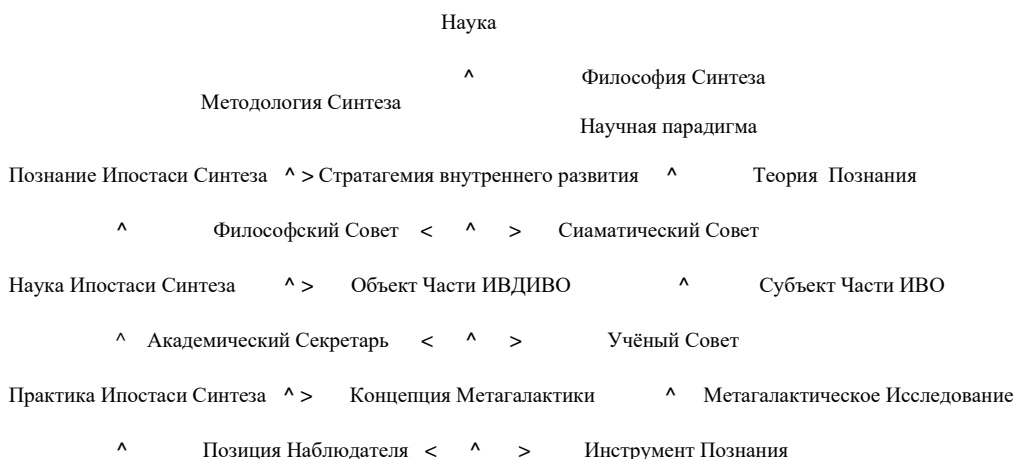 Наука
^ Философия Синтеза
Методология Синтеза
Научная парадигма
Познание Ипостаси Синтеза ^ > Стратагемия внутреннего развития ^ Теория Познания
^ Философский Совет < ^ > Сиаматический Совет
Наука Ипостаси Синтеза ^ > Объект Части ИВДИВО ^ Субъект Части ИВО
^ Академический Секретарь < ^ > Учёный Совет
Практика Ипостаси Синтеза ^ > Концепция Метагалактики ^ Метагалактическое Исследование
^ Позиция Наблюдателя < ^ > Инструмент Познания